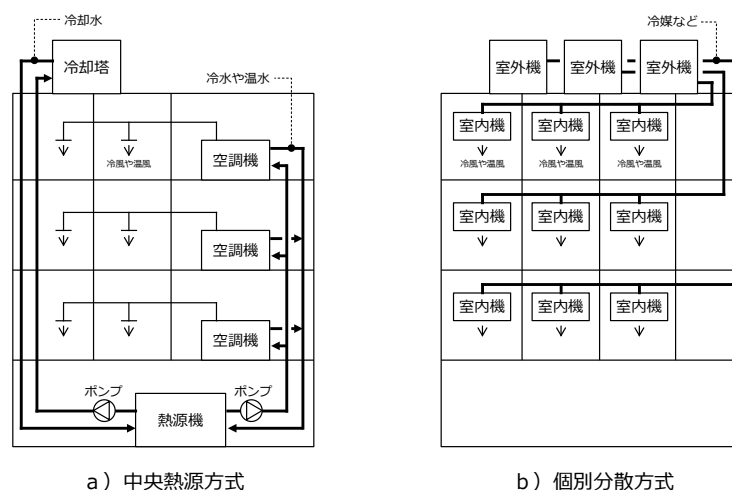 冷却水
冷却塔
冷水や温水
冷風や温風
空調機
空調機
空調機
ポンプ
ポンプ
熱源機
a）中央熱源方式
冷媒など
室外機 室外機 室外機
室内機 室内機 室内機
冷風や温風 冷風や温風 冷風や温風
室内機 室内機 室内機
室内機 室内機 室内機
b）個別分散方式